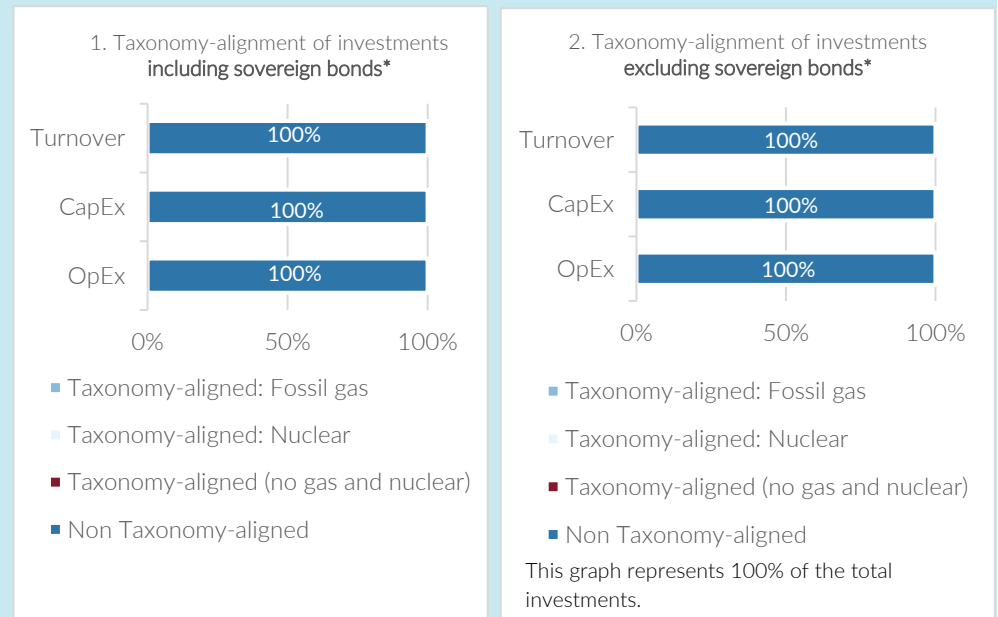 1. Taxonomy-alignment of investments
including sovereign bonds*
Turnover
100%
CapEx
100%
OpEx
100%
0%
50%
100%
Taxonomy-aligned: Fossil gas
Taxonomy-aligned: Nuclear
Taxonomy-aligned (no gas and nuclear)
Non Taxonomy-aligned
2. Taxonomy-alignment of investments
excluding sovereign bonds*
Turnover
100%
CapEx
100%
OpEx
100%
0%
50%
100%
Taxonomy-aligned: Fossil gas
Taxonomy-aligned: Nuclear
Taxonomy-aligned (no gas and nuclear)
Non Taxonomy-aligned
This graph represents 100% of the total
investments.